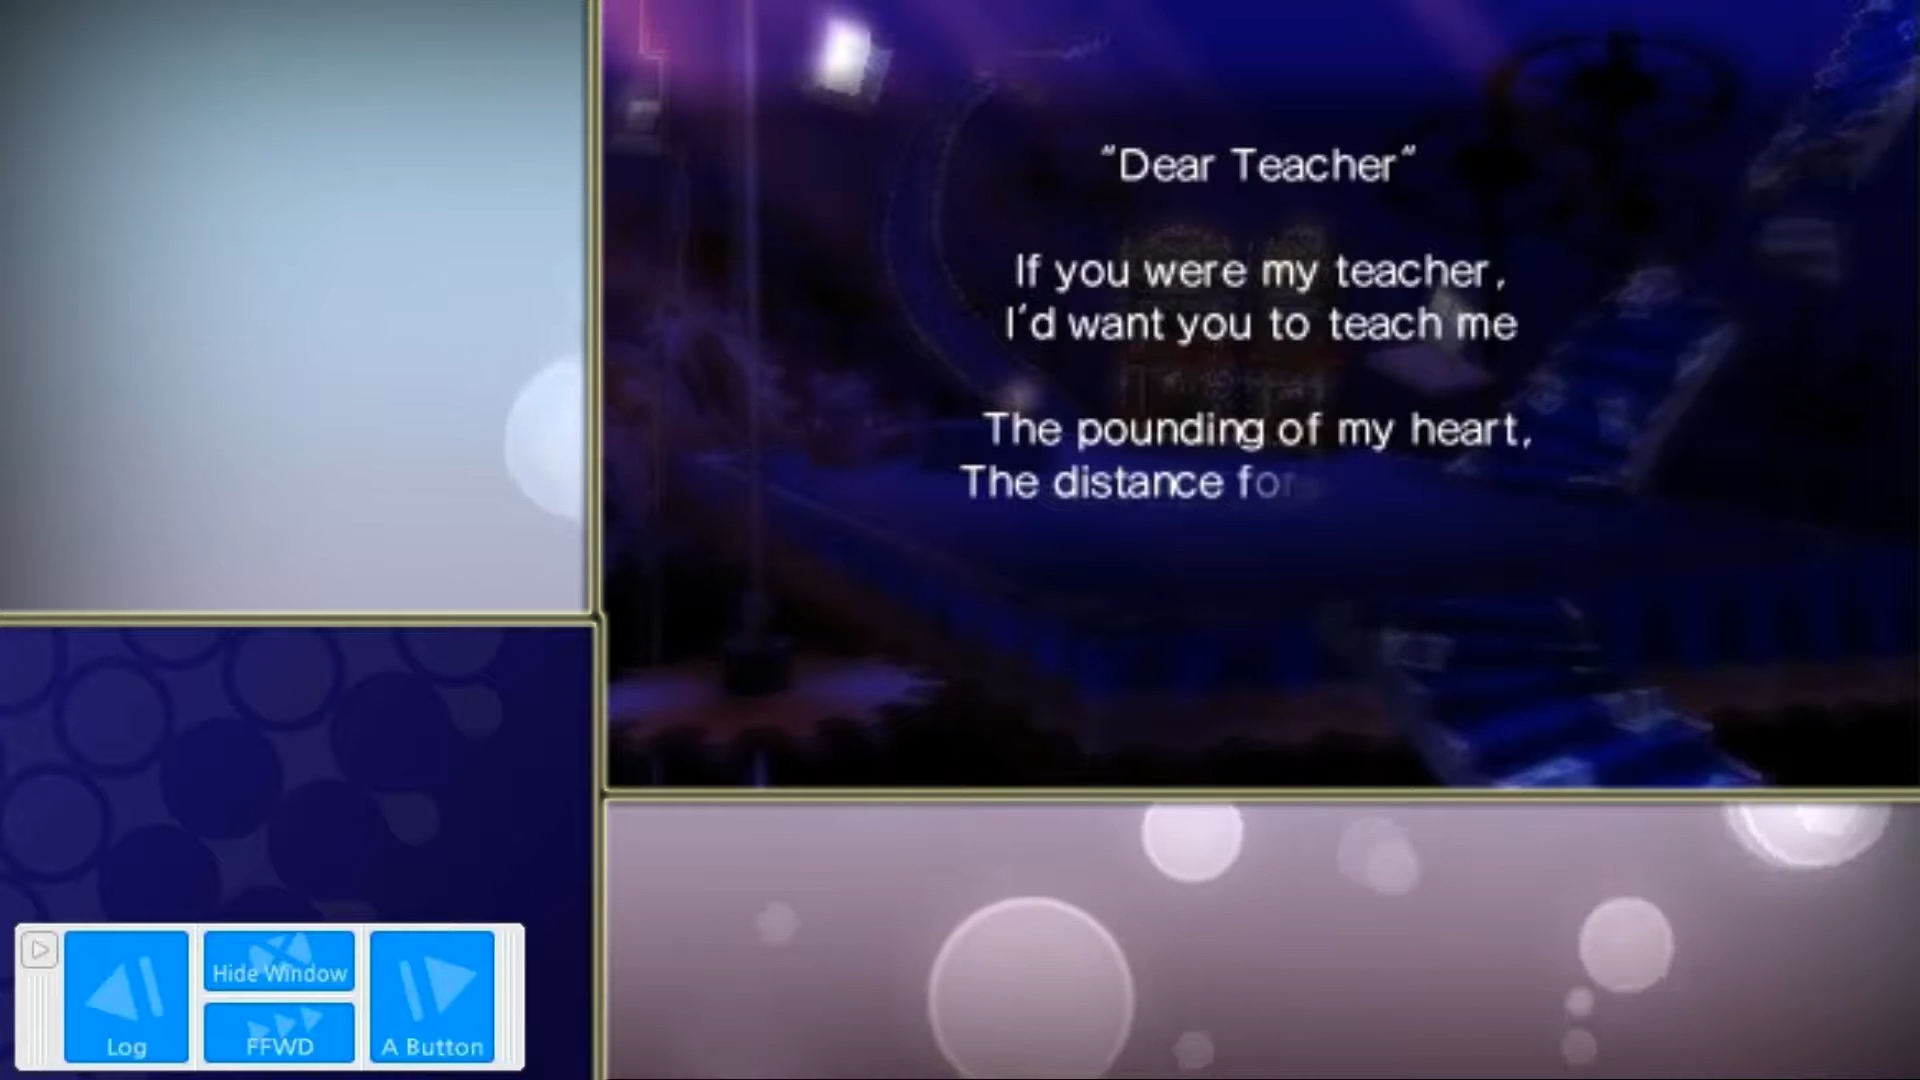 "Dear Teacher"
If you were my teacher,
I'd want you to teach me
The pounding of my heart,
The distance for
Log
Hide Window
FFWD
A Button